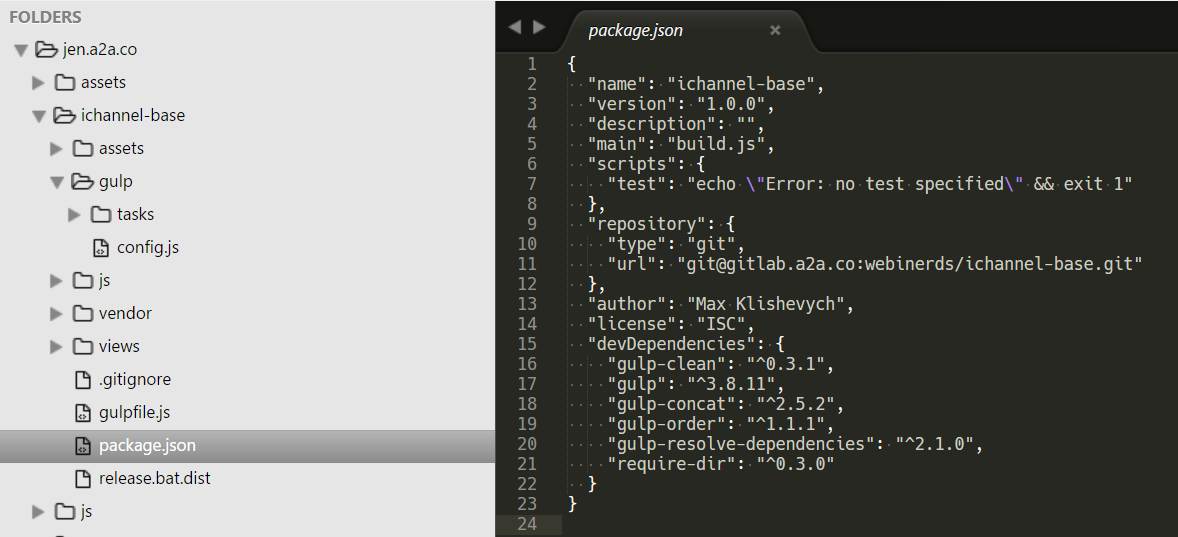 FOLDERS
jen.a2a.co
assets
ichannel-base
assets
gulp
tasks
config.js
js
vendor
views
.gitignore
gulpfile.js
package.json
release.bat.dist
js
package.json
1 {
2 "name": "ichannel-base",
3 "version": "1.0.0",
4 "description": "",
5 "main": "build.js",
6 "scripts": {
7 "test": "echo \"Error: no test specified\" && exit 1"
8 },
9 "repository": {
10 "type": "git",
11 "url": "git@gitlab.a2a.co:webinerds/ichannel-base.git"
12 },
13 "author": "Max Klishevych",
14 "license": "ISC",
15 "devDependencies": {
16 "gulp-clean": "^0.3.1",
17 "gulp": "^3.8.11",
18 "gulp-concat": "^2.5.2",
19 "gulp-order": "^1.1.1",
20 "gulp-resolve-dependencies": "^2.1.0",
21 "require-dir": "^0.3.0"
22 }
23 }
24